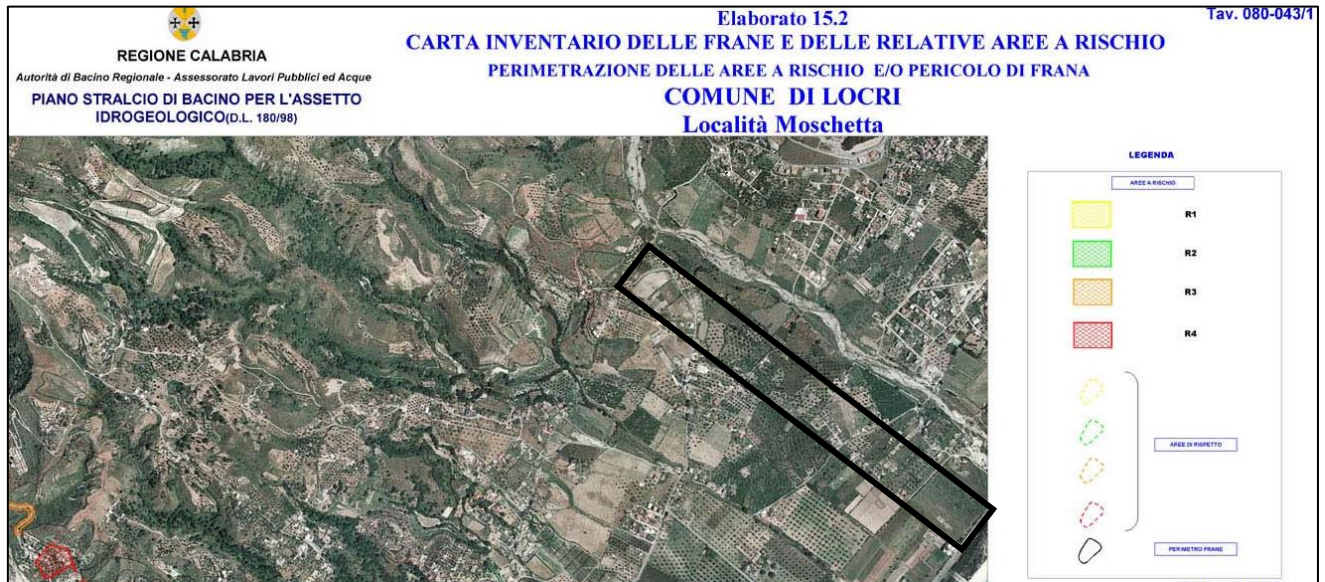 Elaborato 15.2
Tav. 080-043/1
CARTA INVENTARIO DELLE FRANE E DELLE RELATIVE AREE A RISCHIO
PERIMETRAZIONE DELLE AREE A RISCHIO E/O PERICOLO DI FRANA
COMUNE DI LOCRI
Località Moschetta
REGIONE CALABRIA
Autorità di Bacino Regionale - Assessorato Lavori Pubblici ed Acque
PIANO STRALCIO DI BACINO PER L'ASSETTO
IDROGEOLOGICO(D.L. 180/98)
LEGENDA
AREE A RISCHIO
R1
R2
R3
R4
AREE DI RISPETTO
PERIMETRO FRANE